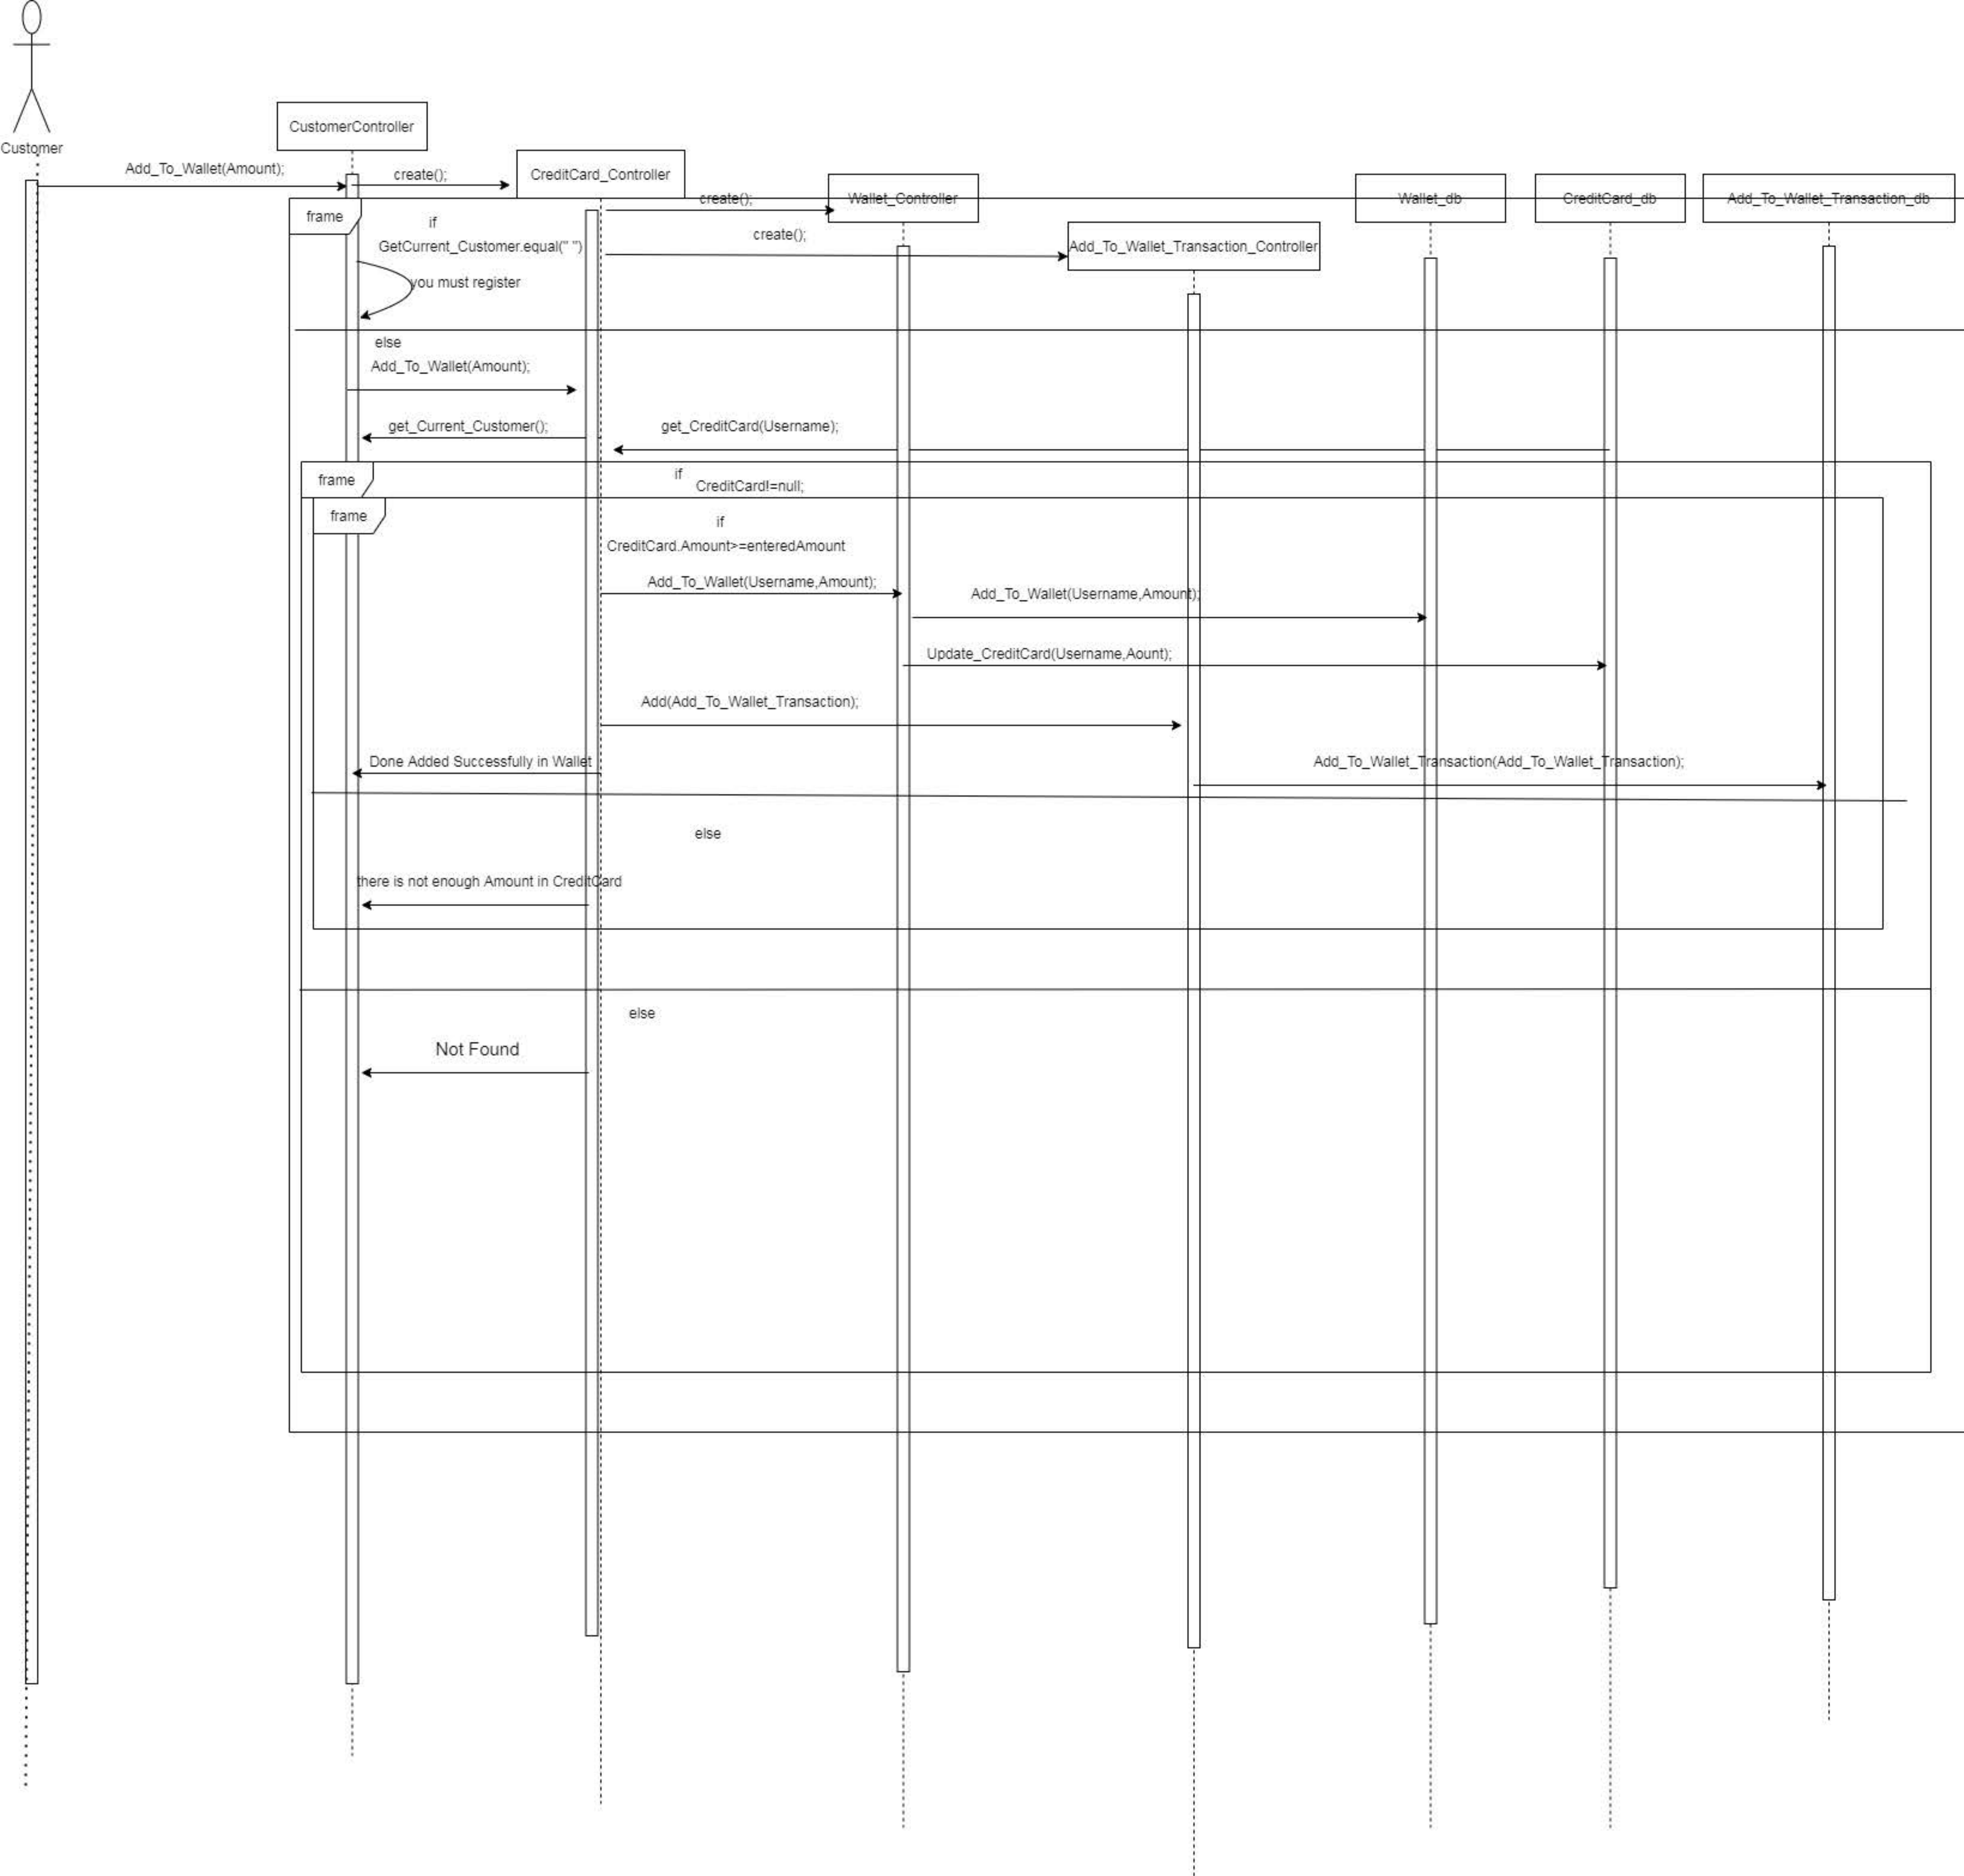 Customer
CustomerController
Add_To_Wallet(Amount);
create();
CreditCard_Controller
create();
Wallet_Controller
Wallet_db
CreditCard_db
Add_To_Wallet_Transaction_db
frame
if
GetCurrent_Customer.equal(" ")
create();
Add_To_Wallet_Transaction_Controller
you must register
else
Add_To_Wallet(Amount);
get_Current_Customer();
get_CreditCard(Username);
frame
if
CreditCard!=null;
frame
if
CreditCard.Amount>=enteredAmount
Add_To_Wallet(Username,Amount);
Add_To_Wallet(Username,Amount);
Update_CreditCard(Username,Aount);
Add(Add_To_Wallet_Transaction);
Done Added Successfully in Wallet
Add_To_Wallet_Transaction(Add_To_Wallet_Transaction);
else
there is not enough Amount in CreditCard
else
Not Found